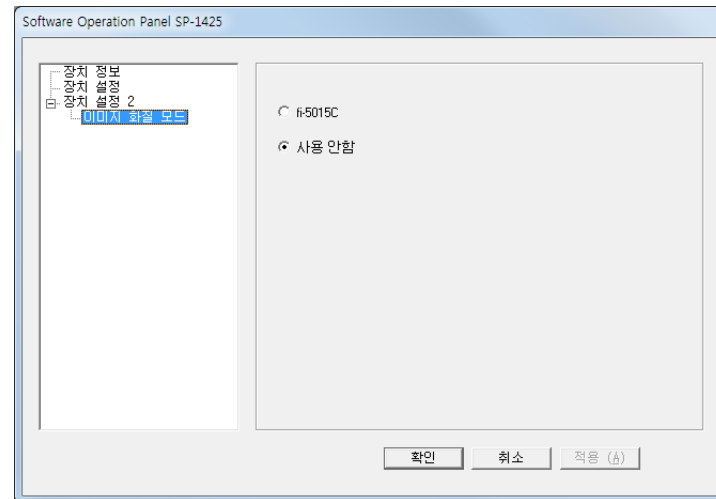 Software Operation Panel SP-1425
장치 정보
장치 설정
장치 설정 2
이미지 화질 모드
fi-5015C
사용 안함
확인
취소
적용 (A)